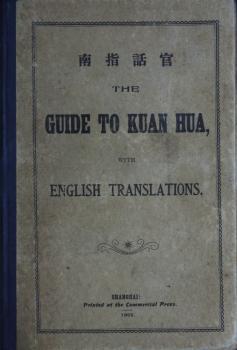 南指話官
THE
GUIDE TO KUAN HUA,
WITH
ENGLISH TRANSLATIONS.
SHANGHAI:
Printed at the Commercial Press.